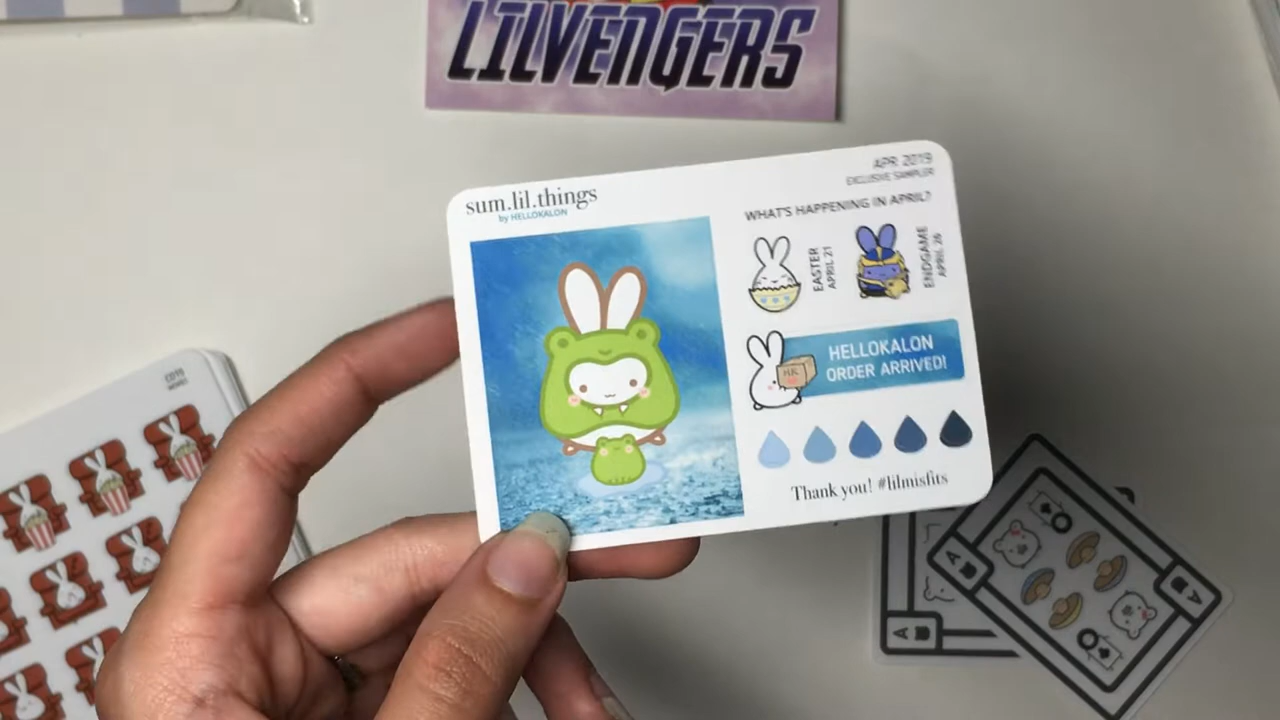 LILVENGERS
sum.lil.things
by HELLOKALON
APR. 2019
EXCLUSIVE SAMPLER
WHAT'S HAPPENING IN APRIL?
EASTER
APRIL 21
ENDGAME
APRIL 26
HELLOKALON
ORDER ARRIVED!
H.K.
Thank you! #lilmisfits
A
A
A